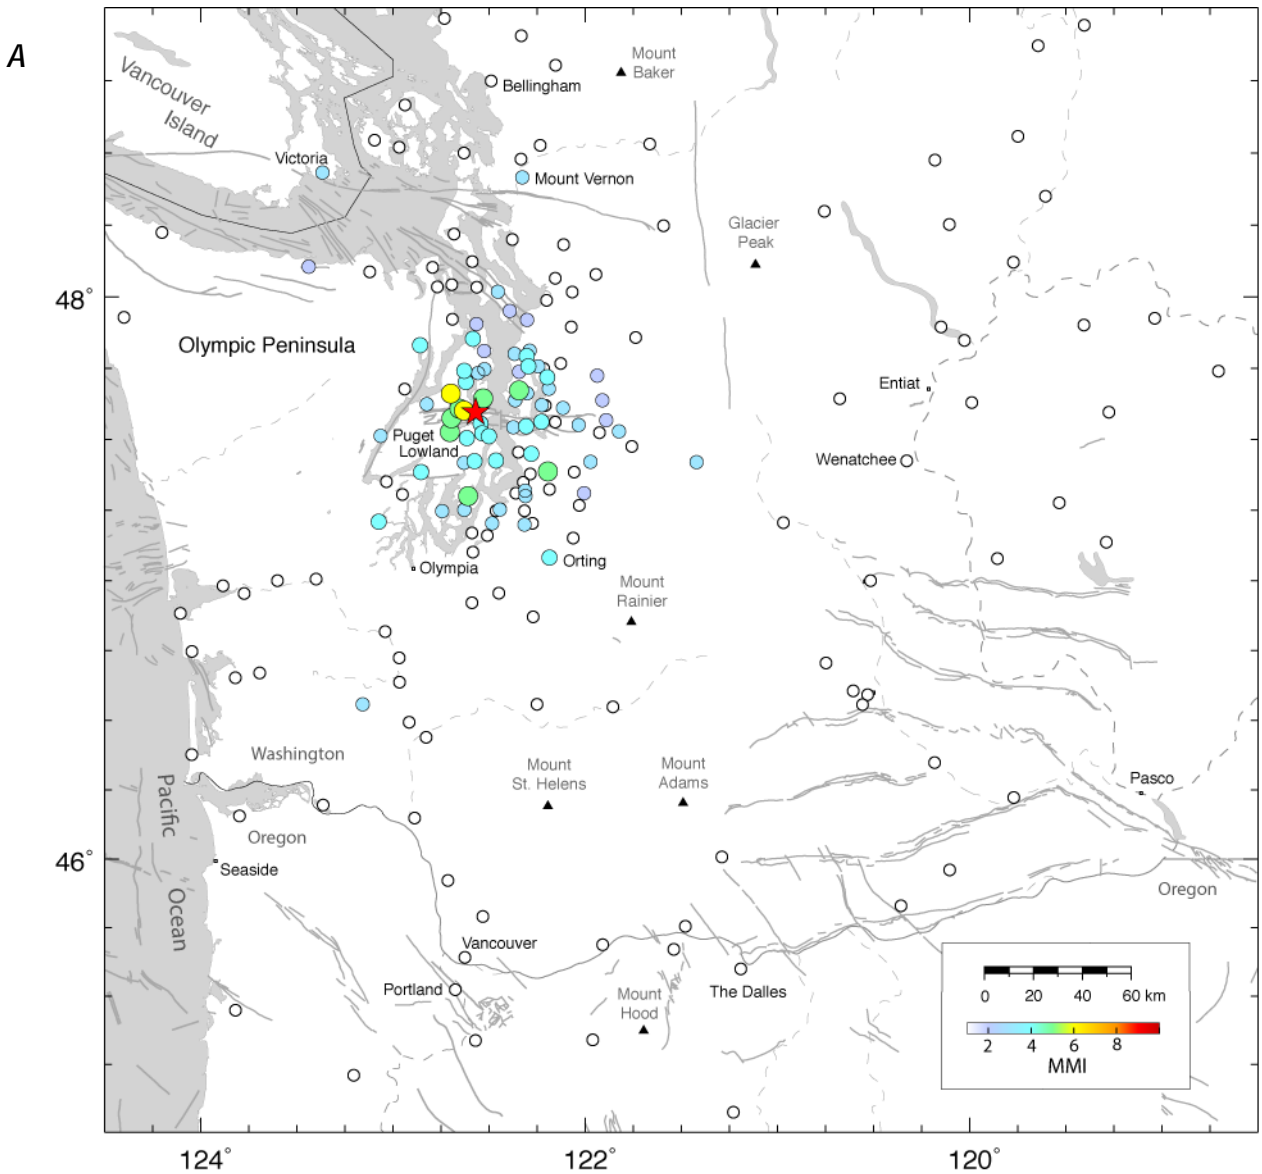 A
Vancouver
Island
Mount
Baker
Bellingham
Victoria
Mount Vernon
Glacier
Peak
48°
Olympic Peninsula
Entiat
Puget
Lowland
Wenatchee
Olympia
Orting
Mount
Rainier
Washington
Mount
St. Helens
Mount
Adams
Pasco
Pacific
Ocean
Oregon
46°
Seaside
Oregon
Vancouver
Portland
The Dalles
Mount
Hood
0 20 40 60 km
2 4 6 8
MMI
124° 122° 120°